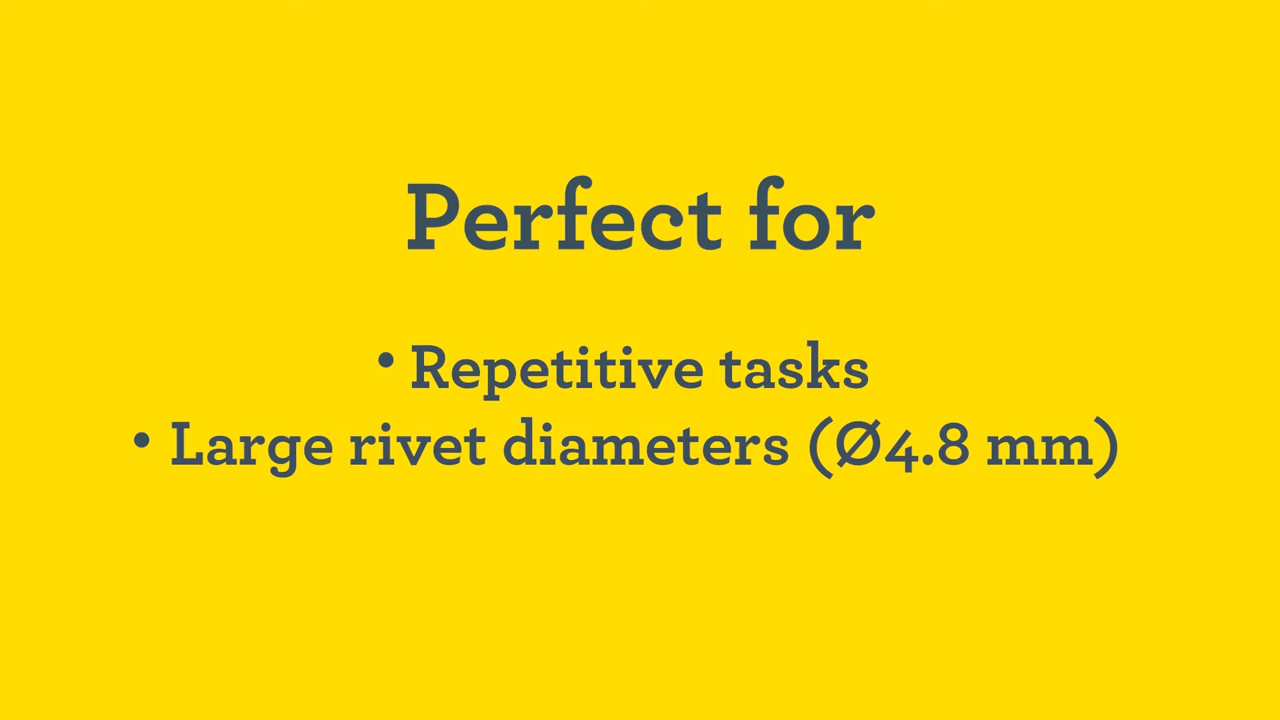 Perfect for
• Repetitive tasks
• Large rivet diameters (Ø4.8 mm)